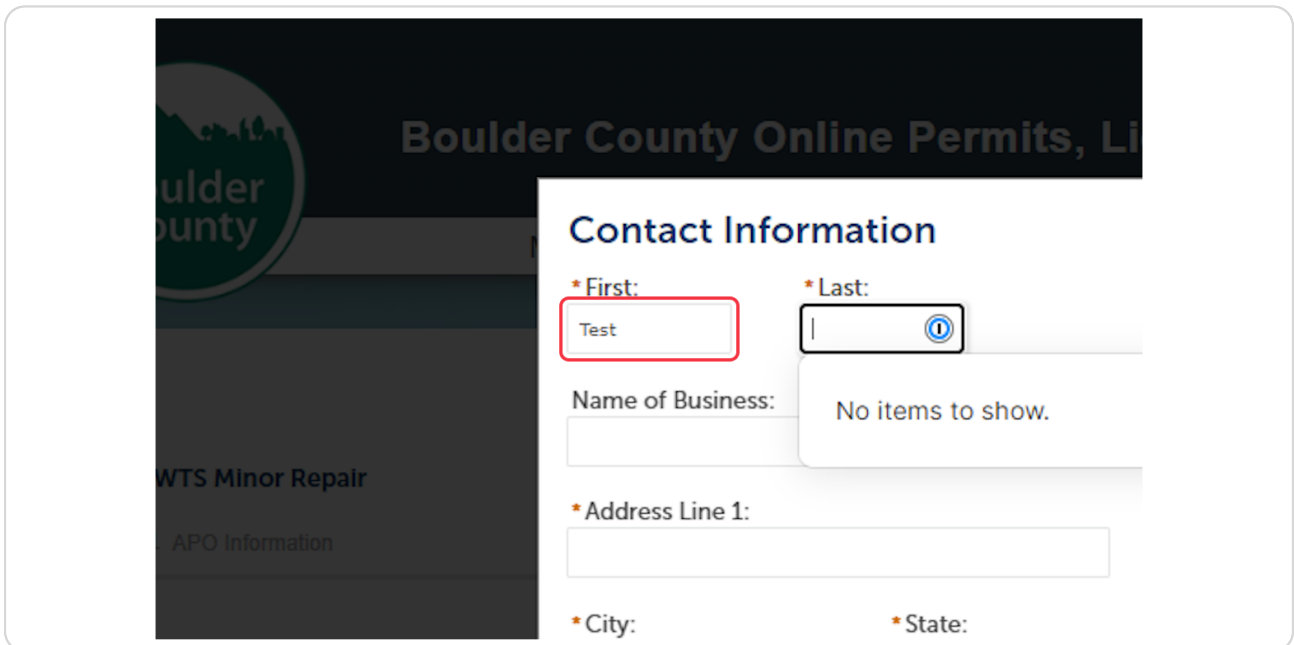 Boulder County Online Permits, Li
ulder
ounty
Contact Information
* First:
* Last:
Test
Name of Business:
No items to show.
WTS Minor Repair
* Address Line 1:
. APO Information
* City:
* State: